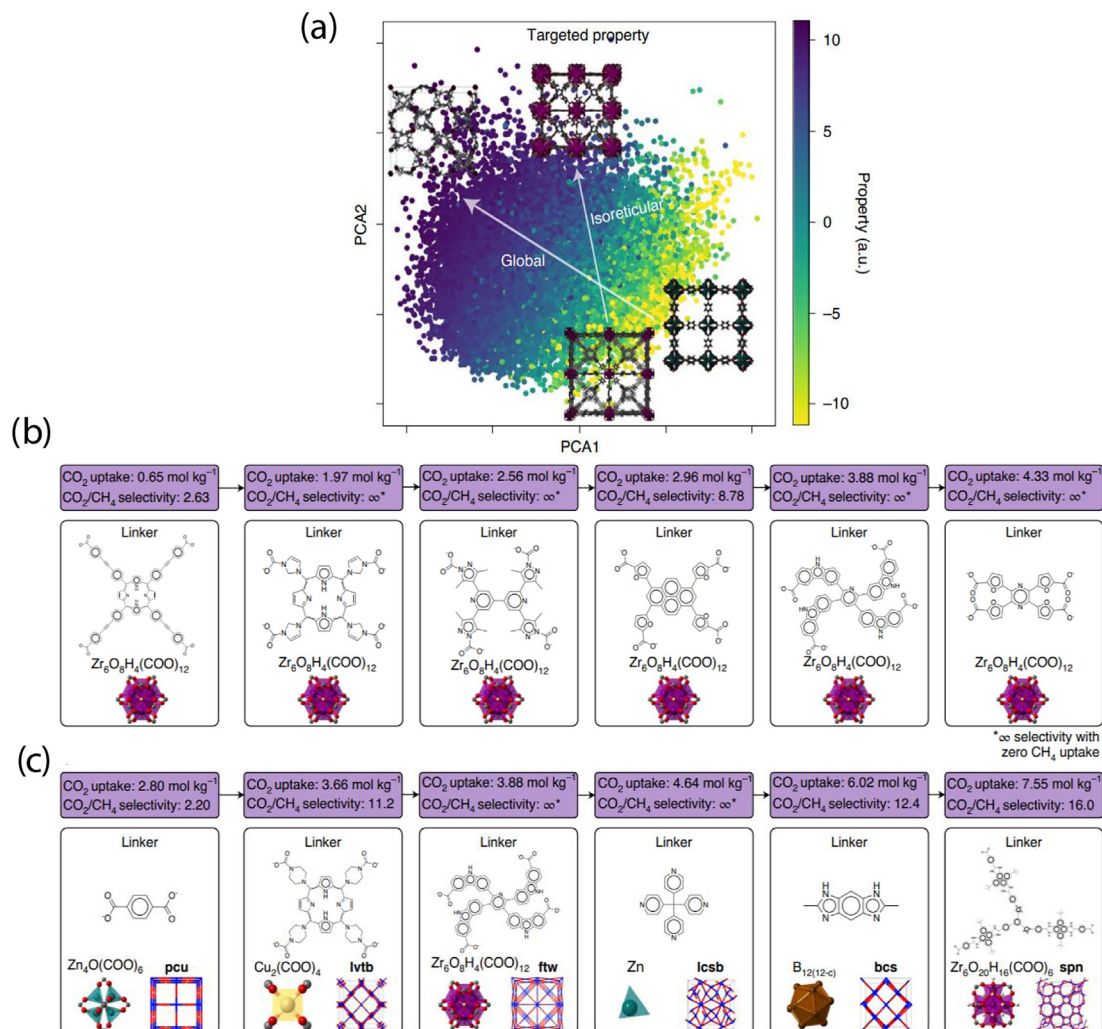 (a)
Targeted property
Isoreticular
Global
PCA2
PCA1
10
5
0
−5
−10
Property (a.u.)
(b)
CO₂ uptake: 0.65 mol kg⁻¹
CO₂/CH₄ selectivity: 2.63
CO₂ uptake: 1.97 mol kg⁻¹
CO₂/CH₄ selectivity: ∞*
CO₂ uptake: 2.56 mol kg⁻¹
CO₂/CH₄ selectivity: ∞*
CO₂ uptake: 2.96 mol kg⁻¹
CO₂/CH₄ selectivity: 8.78
CO₂ uptake: 3.88 mol kg⁻¹
CO₂/CH₄ selectivity: ∞*
CO₂ uptake: 4.33 mol kg⁻¹
CO₂/CH₄ selectivity: ∞*
Linker
Zr₆O₈H₄(COO)₁₂
Linker
Zr₆O₈H₄(COO)₁₂
Linker
Zr₆O₈H₄(COO)₁₂
Linker
Zr₆O₈H₄(COO)₁₂
Linker
Zr₆O₈H₄(COO)₁₂
Linker
Zr₆O₈H₄(COO)₁₂
*∞ selectivity with
zero CH₄ uptake
(c)
CO₂ uptake: 2.80 mol kg⁻¹
CO₂/CH₄ selectivity: 2.20
CO₂ uptake: 3.66 mol kg⁻¹
CO₂/CH₄ selectivity: 11.2
CO₂ uptake: 3.88 mol kg⁻¹
CO₂/CH₄ selectivity: ∞*
CO₂ uptake: 4.64 mol kg⁻¹
CO₂/CH₄ selectivity: ∞*
CO₂ uptake: 6.02 mol kg⁻¹
CO₂/CH₄ selectivity: 12.4
CO₂ uptake: 7.55 mol kg⁻¹
CO₂/CH₄ selectivity: 16.0
Linker
Zn₄O(COO)₆ pcu
Linker
Cu₂(COO)₄ lvtb
Linker
Zr₆O₈H₄(COO)₁₂ ftw
Linker
Zn lcsb
Linker
B₁₂₍₁₂₋c₎ bcs
Linker
Zr₆O₂₀H₁₆(COO)₆ spn